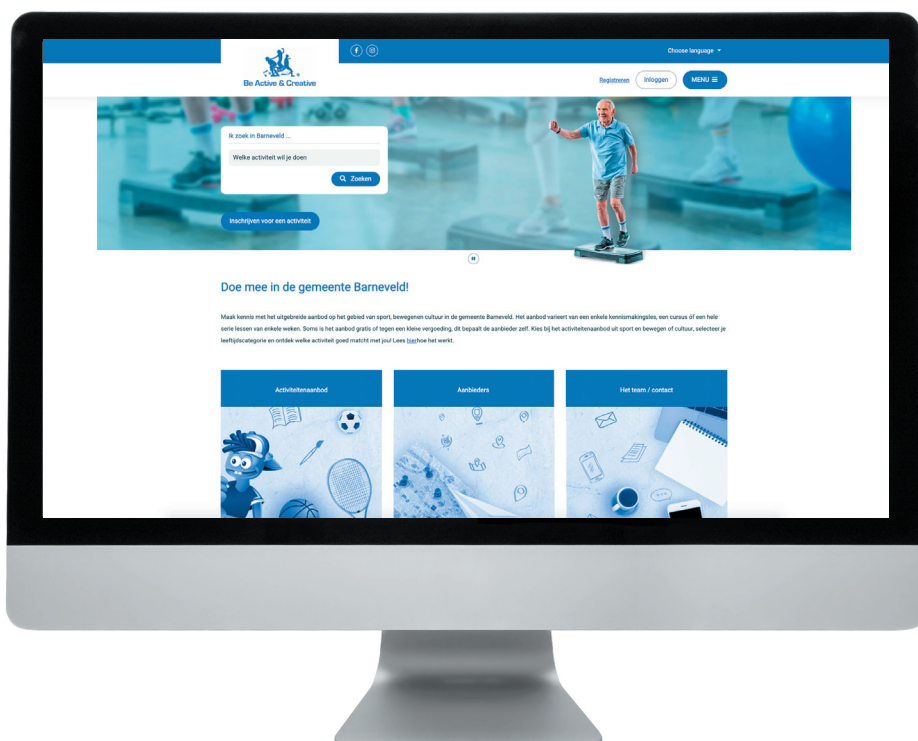 Choose language
Be Active & Creative
Registreren
Inloggen
MENU
Ik zoek in Barneveld ...
Welke activiteit wil je doen
Zoeken
Inschrijven voor een activiteit
Doe mee in de gemeente Barneveld!
Maak kennis met het uitgebreide aanbod op het gebied van sport, bewegenen cultuur in de gemeente Barneveld. Het aanbod varieert van een enkele kennismakingsles, een cursus óf een hele
serie lessen van enkele weken. Soms is het aanbod gratis of tegen een kleine vergoeding, dit bepaalt de aanbieder zelf. Kies bij het activiteitenaanbod uit sport en bewegen of cultuur, selecteer je
leeftijdscategorie en ontdek welke activiteit goed matcht met jou! Lees hierhoe het werkt.
Activiteitenaanbod
Aanbieders
Het team / contact